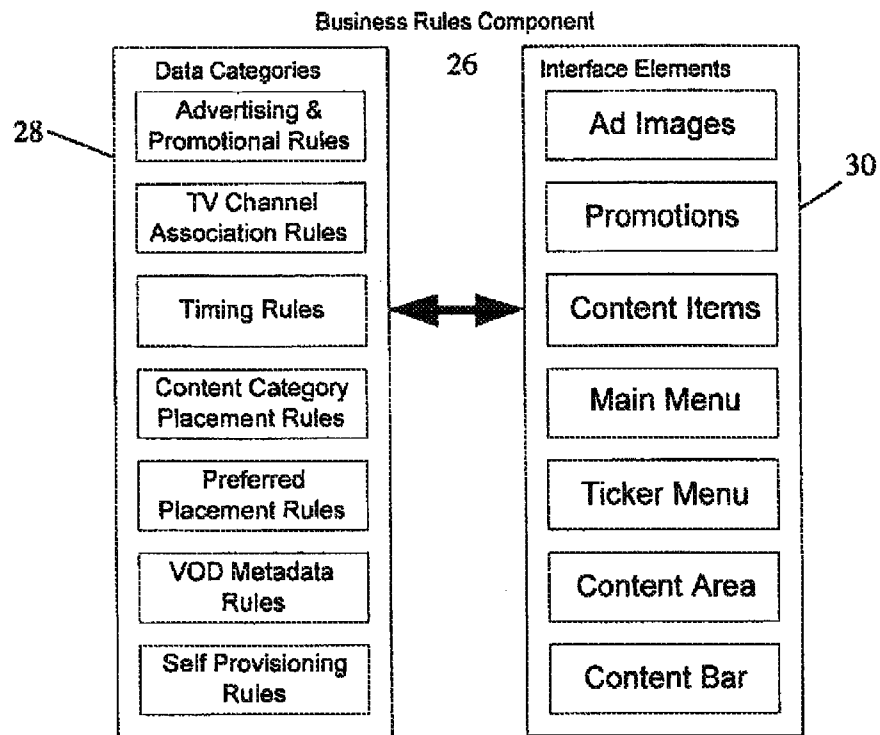 Business Rules Component
26
28
Data Categories
Advertising &
Promotional Rules
TV Channel
Association Rules
Timing Rules
Content Category
Placement Rules
Preferred
Placement Rules
VOD Metadata
Rules
Self Provisioning
Rules
Interface Elements
30
Ad Images
Promotions
Content Items
Main Menu
Ticker Menu
Content Area
Content Bar